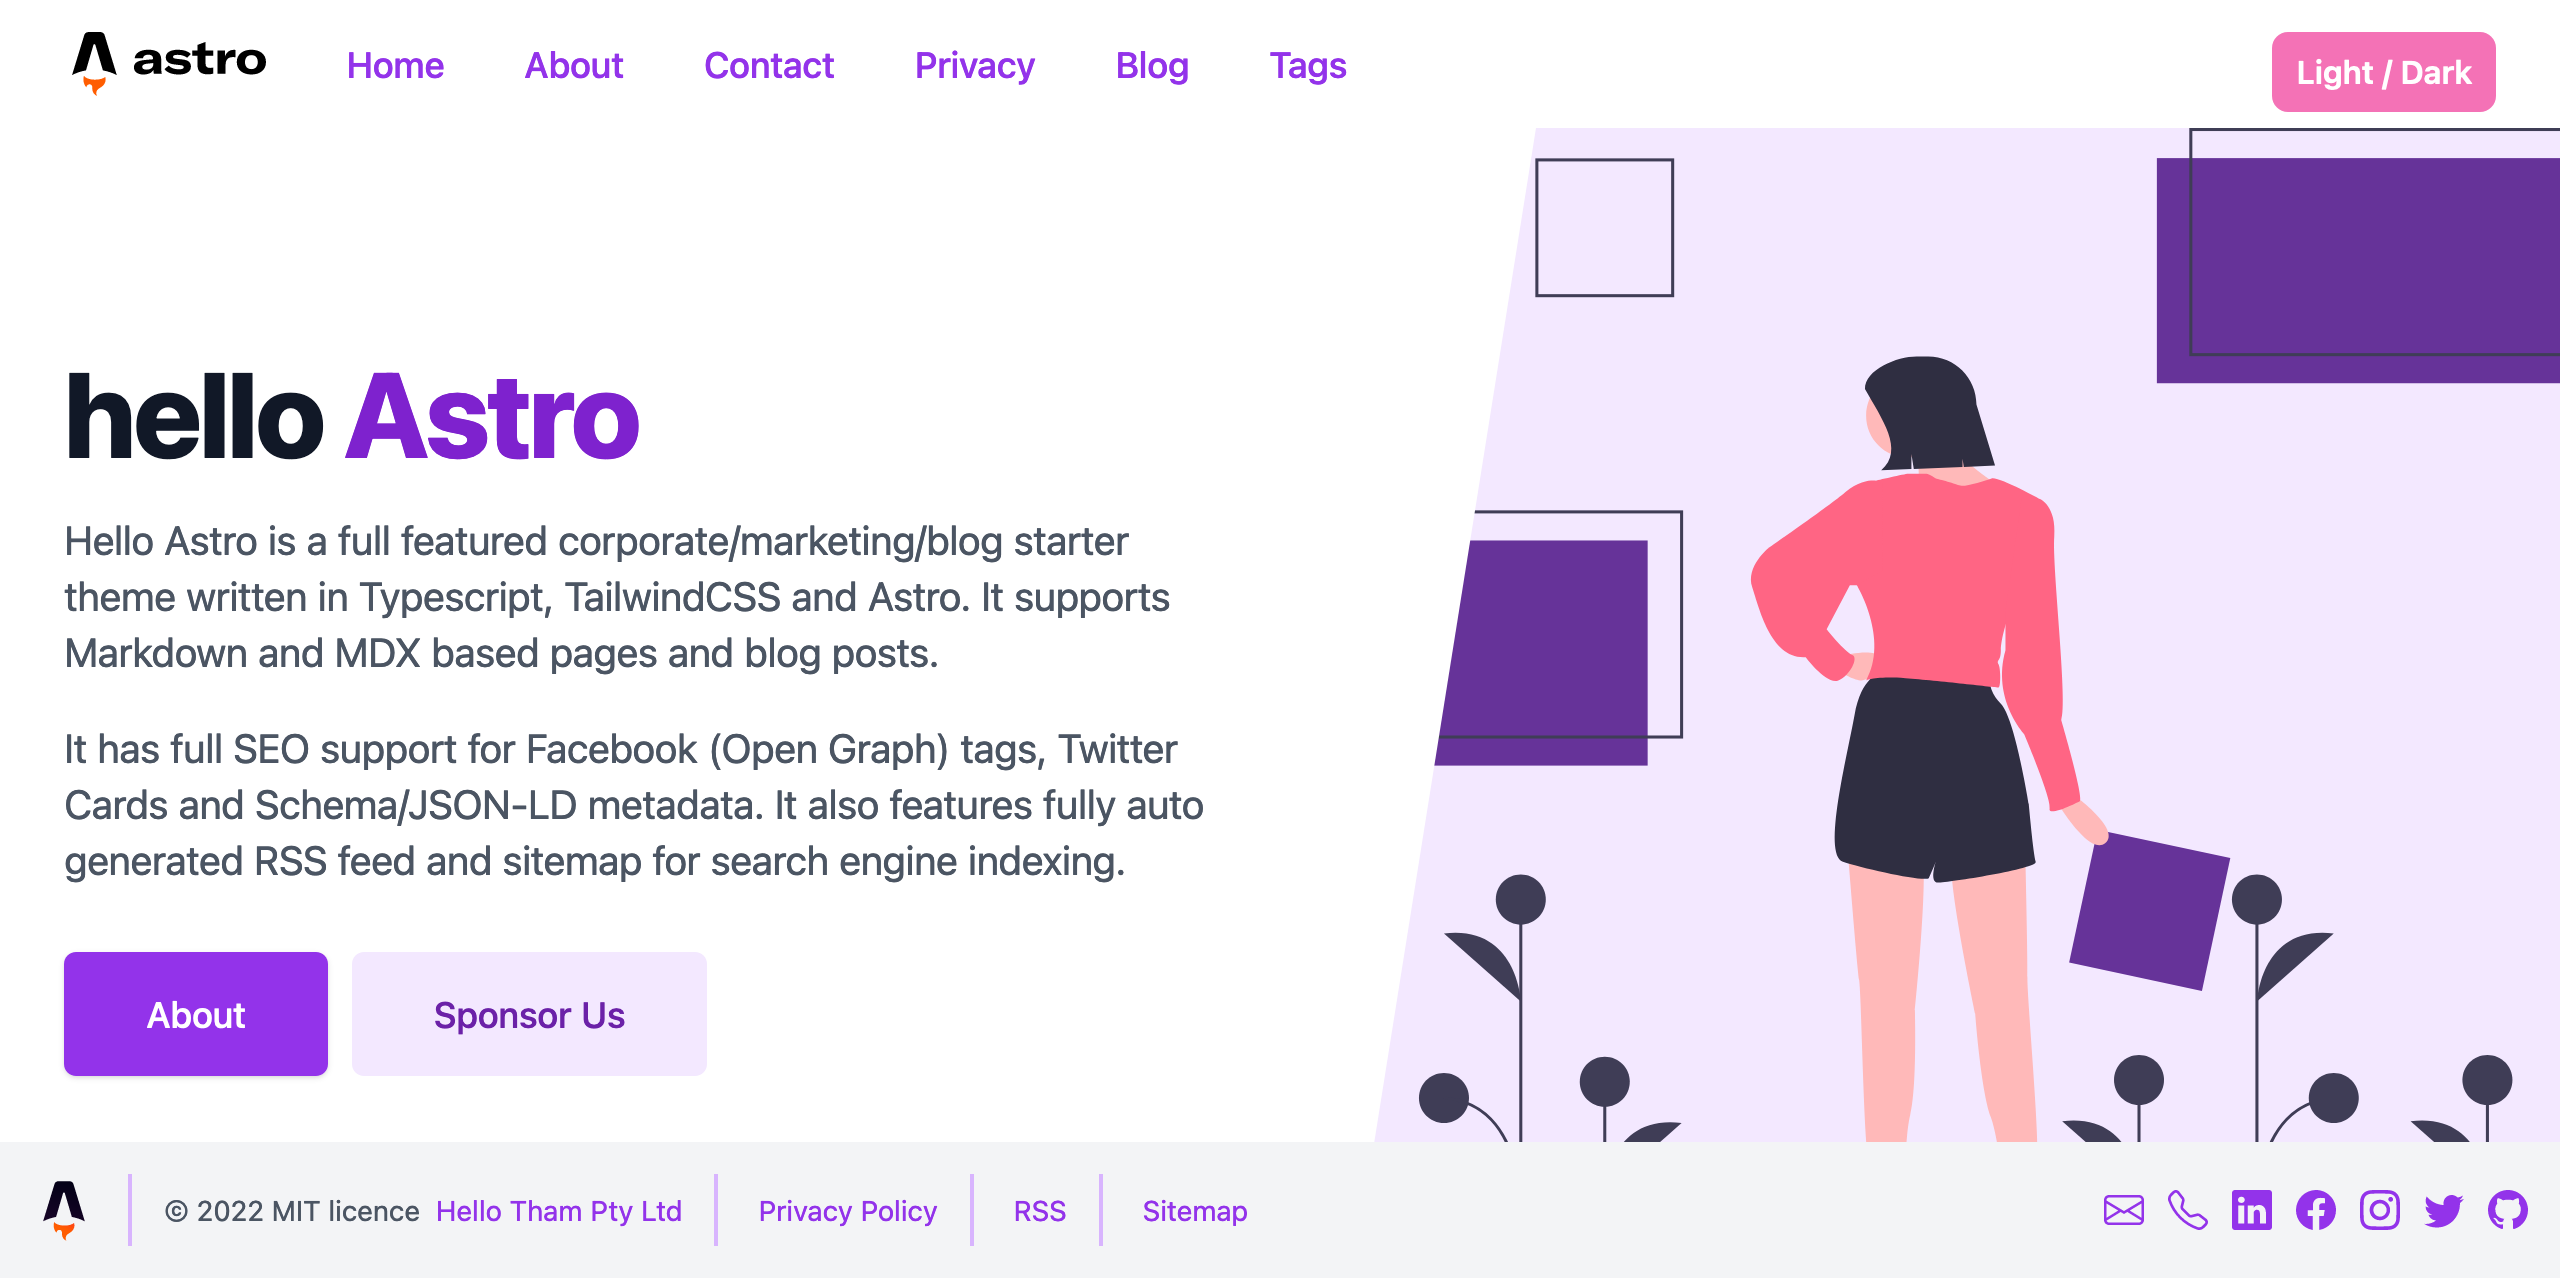 astro Home About Contact Privacy Blog Tags Light / Dark
hello Astro
Hello Astro is a full featured corporate/marketing/blog starter
theme written in Typescript, TailwindCSS and Astro. It supports
Markdown and MDX based pages and blog posts.
It has full SEO support for Facebook (Open Graph) tags, Twitter
Cards and Schema/JSON-LD metadata. It also features fully auto
generated RSS feed and sitemap for search engine indexing.
About Sponsor Us
© 2022 MIT licence Hello Tham Pty Ltd Privacy Policy RSS Sitemap